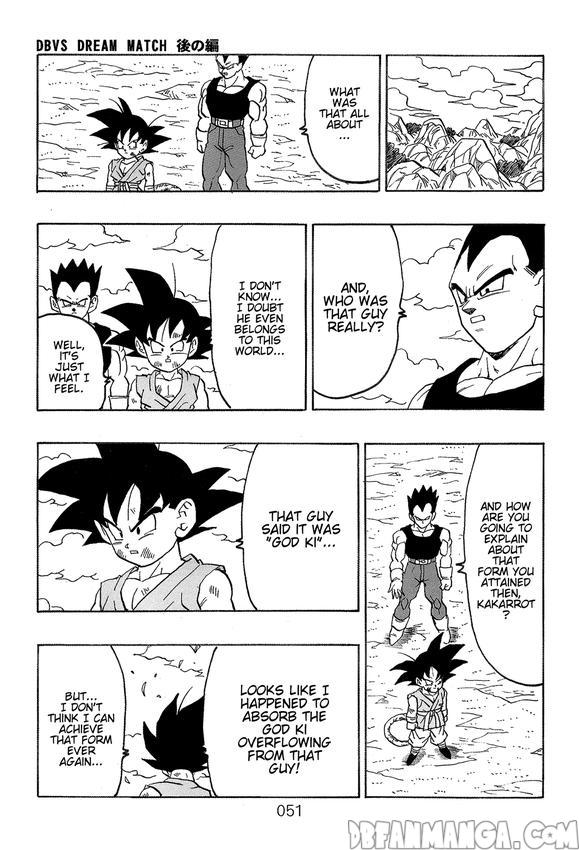 DBVS DREAM MATCH 後の編
WHAT
WAS
THAT ALL
ABOUT
...
AND,
WHO WAS
THAT GUY
REALLY?
I DON'T
KNOW...
I DOUBT
HE EVEN
BELONGS
TO THIS
WORLD...
WELL,
IT'S
JUST
WHAT I
FEEL.
AND HOW
ARE YOU
GOING TO
EXPLAIN
ABOUT
THAT
FORM YOU
ATTAINED
THEN,
KAKARROT
?
THAT GUY
SAID IT WAS
"GOD KI"...
LOOKS LIKE I
HAPPENED TO
ABSORB THE
GOD KI
OVERFLOWING
FROM THAT
GUY!
BUT...
I DON'T
THINK I CAN
ACHIEVE
THAT FORM
EVER
AGAIN...
051
DBFANMANGA.COM